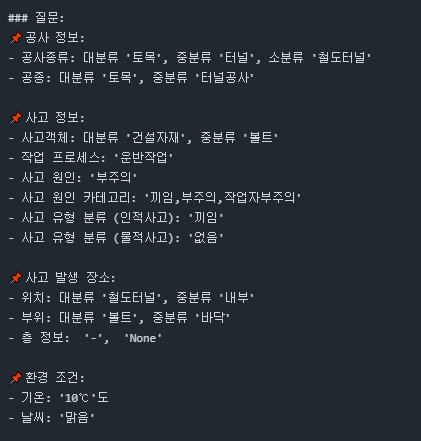 ### 질문:
📌공사 정보:
- 공사종류: 대분류 '토목', 중분류 '터널', 소분류 '철도터널'
- 공종: 대분류 '토목', 중분류 '터널공사'
📌사고 정보:
- 사고객체: 대분류 '건설자재', 중분류 '볼트'
- 작업 프로세스: '운반작업'
- 사고 원인: '부주의'
- 사고 원인 카테고리: '끼임,부주의,작업자부주의'
- 사고 유형 분류 (인적사고): '끼임'
- 사고 유형 분류 (물적사고): '없음'
📌사고 발생 장소:
- 위치: 대분류 '철도터널', 중분류 '내부'
- 부위: 대분류 '볼트', 중분류 '바닥'
- 층 정보:  '-',  'None'
📌환경 조건:
- 기온: '10℃'도
- 날씨: '맑음'